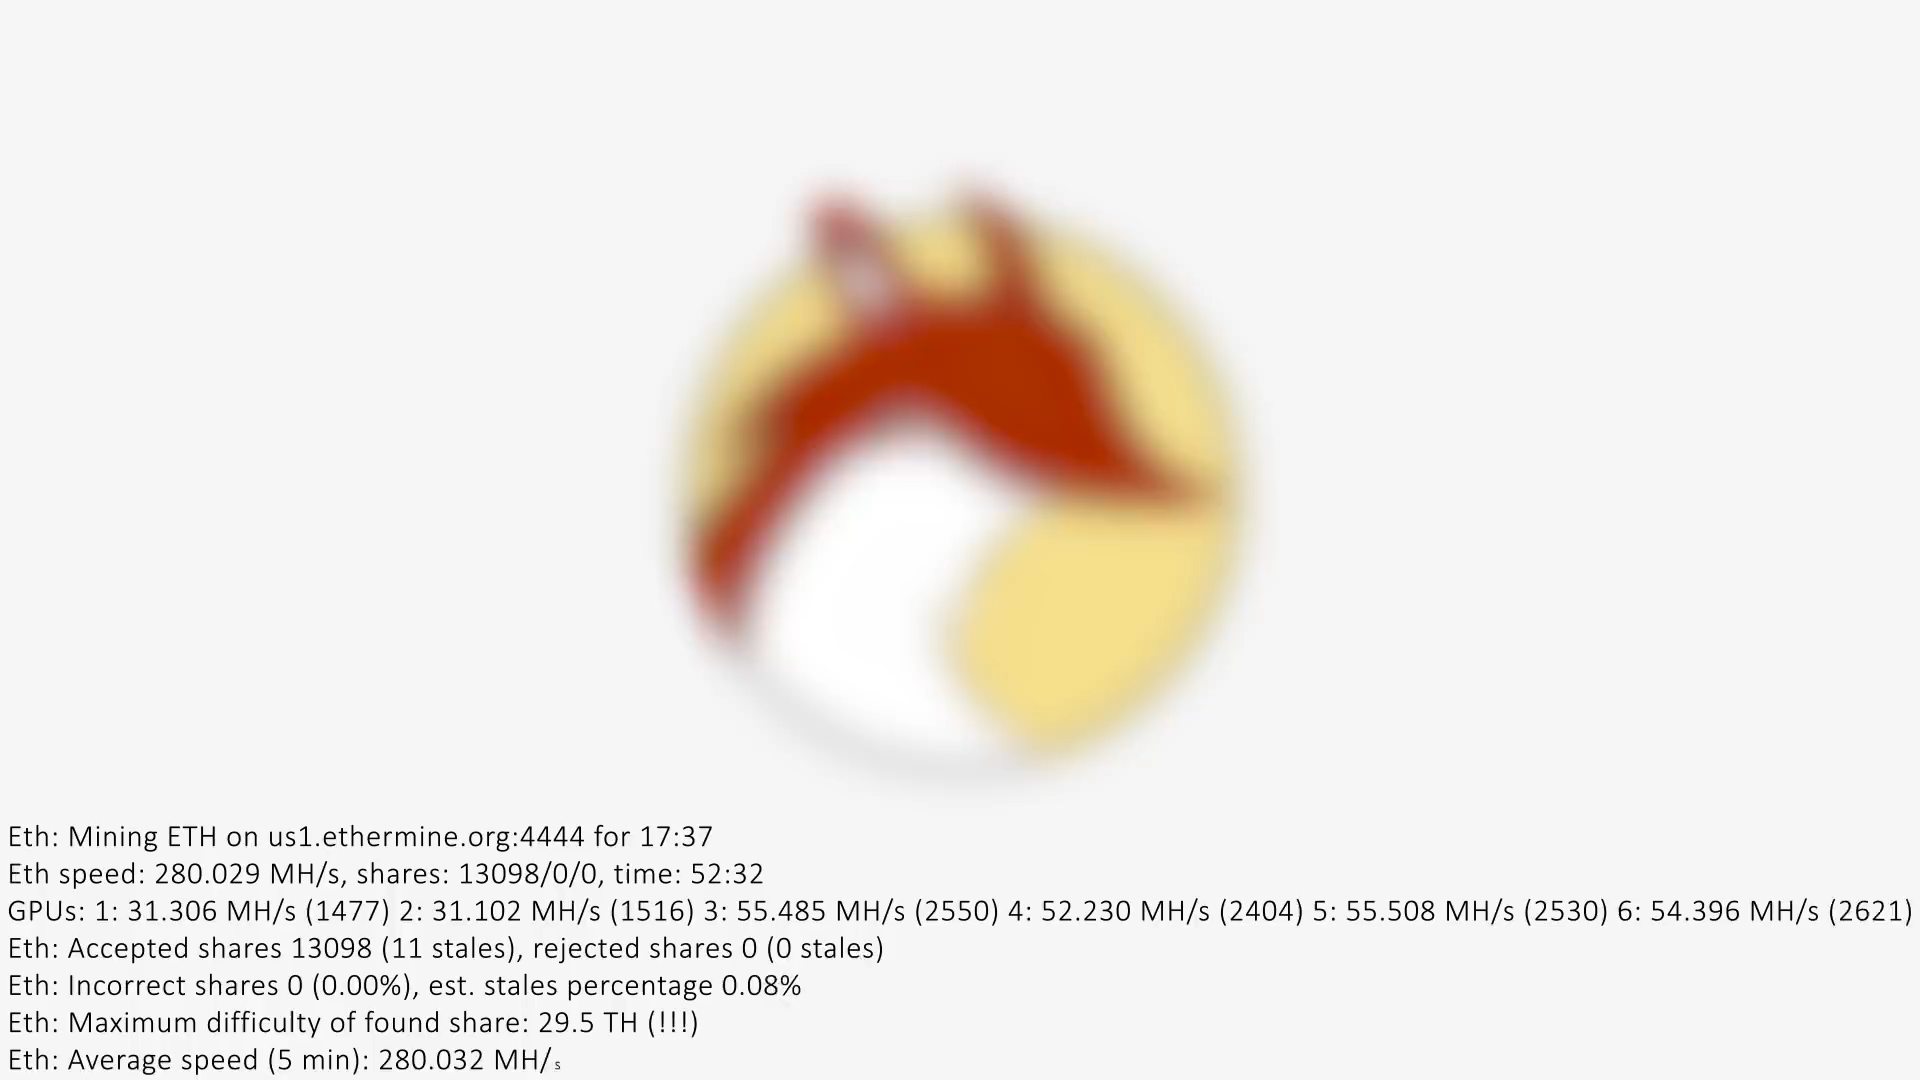 Eth: Mining ETH on us1.ethermine.org:4444 for 17:37
Eth speed: 280.029 MH/s, shares: 13098/0/0, time: 52:32
GPUs: 1: 31.306 MH/s (1477) 2: 31.102 MH/s (1516) 3: 55.485 MH/s (2550) 4: 52.230 MH/s (2404) 5: 55.508 MH/s (2530) 6: 54.396 MH/s (2621)
Eth: Accepted shares 13098 (11 stales), rejected shares 0 (0 stales)
Eth: Incorrect shares 0 (0.00%), est. stales percentage 0.08%
Eth: Maximum difficulty of found share: 29.5 TH (!!!)
Eth: Average speed (5 min): 280.032 MH/s